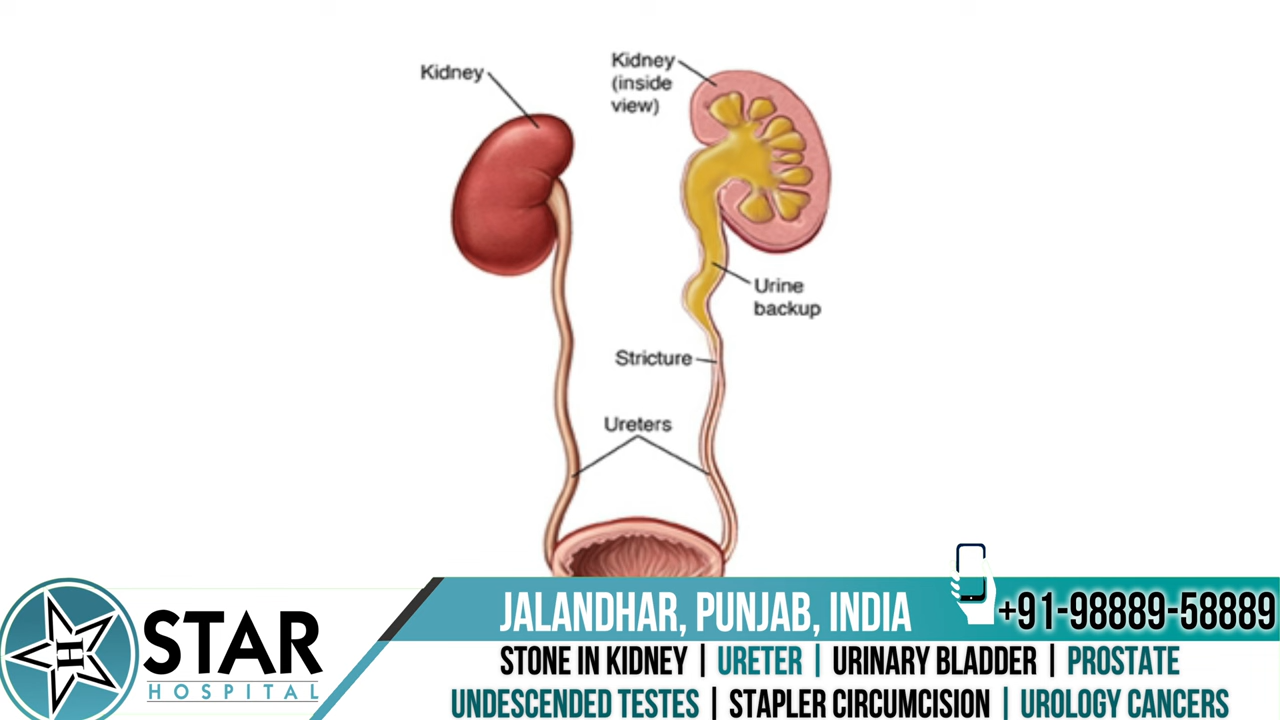 Kidney
Kidney
(inside
view)
Urine
backup
Stricture
Ureters
H
STAR
HOSPITAL
JALANDHAR, PUNJAB, INDIA
+91-98889-58889
STONE IN KIDNEY | URETER | URINARY BLADDER | PROSTATE
UNDESCENDED TESTES | STAPLER CIRCUMCISION | UROLOGY CANCERS